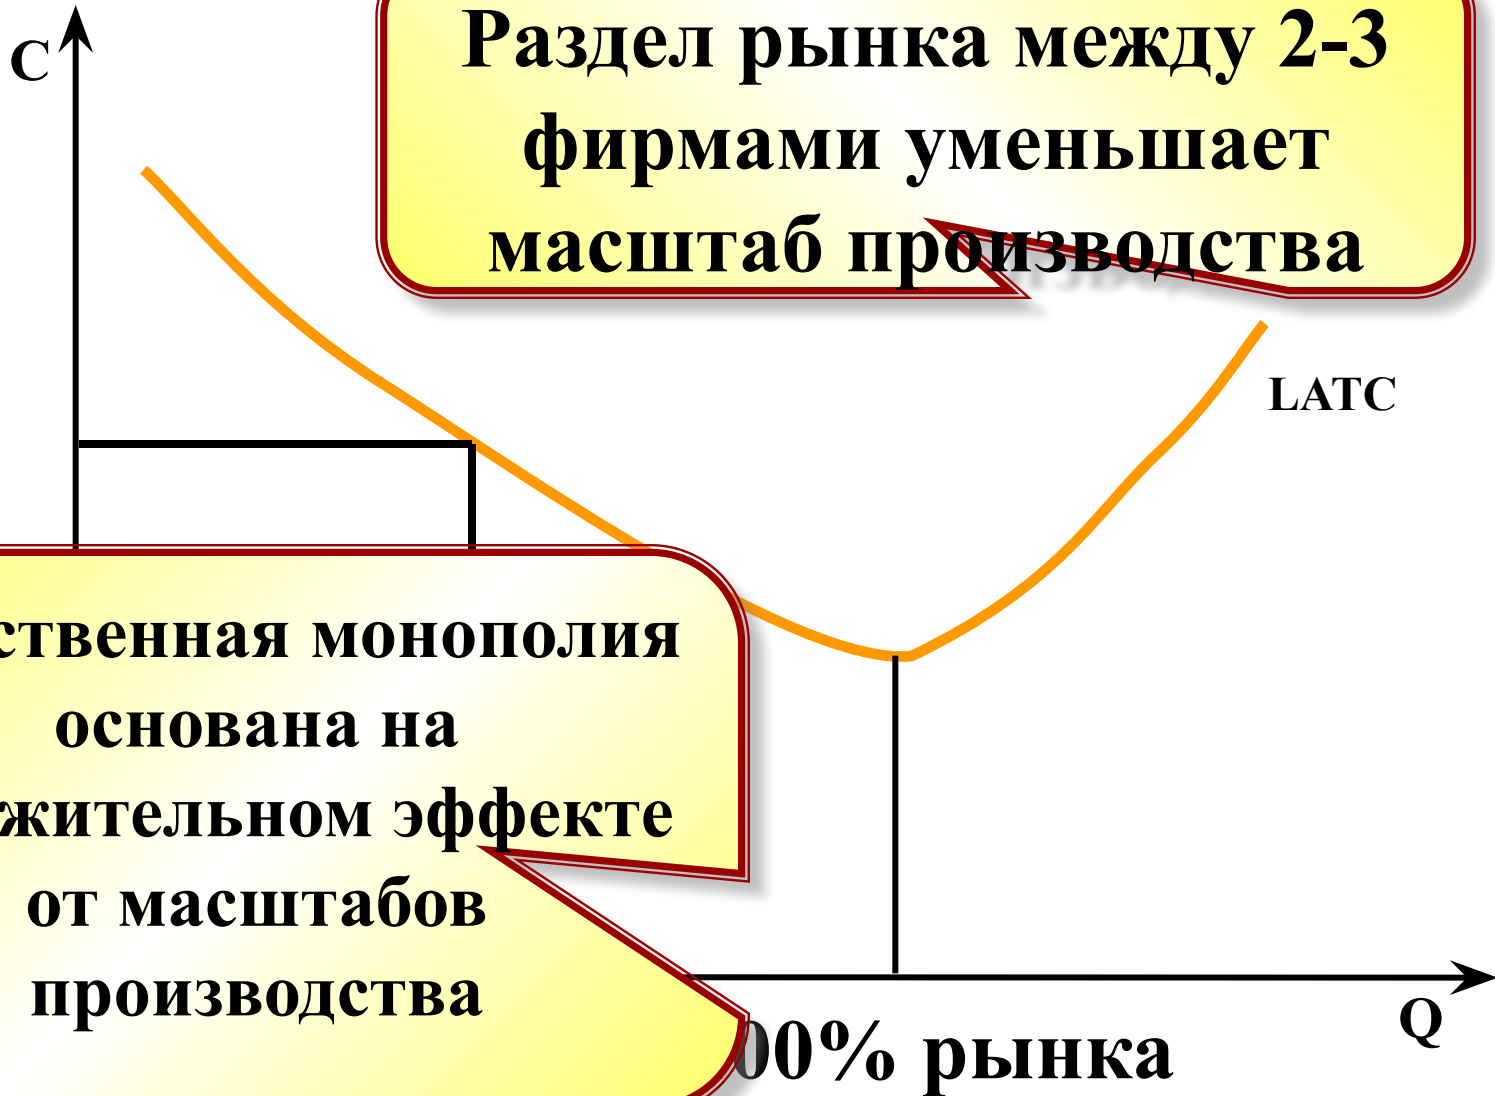 C
Раздел рынка между 2-3
фирмами уменьшает
масштаб производства
LATC
ственная монополия
основана на
жительном эффекте
от масштабов
производства
Q
00% рынка